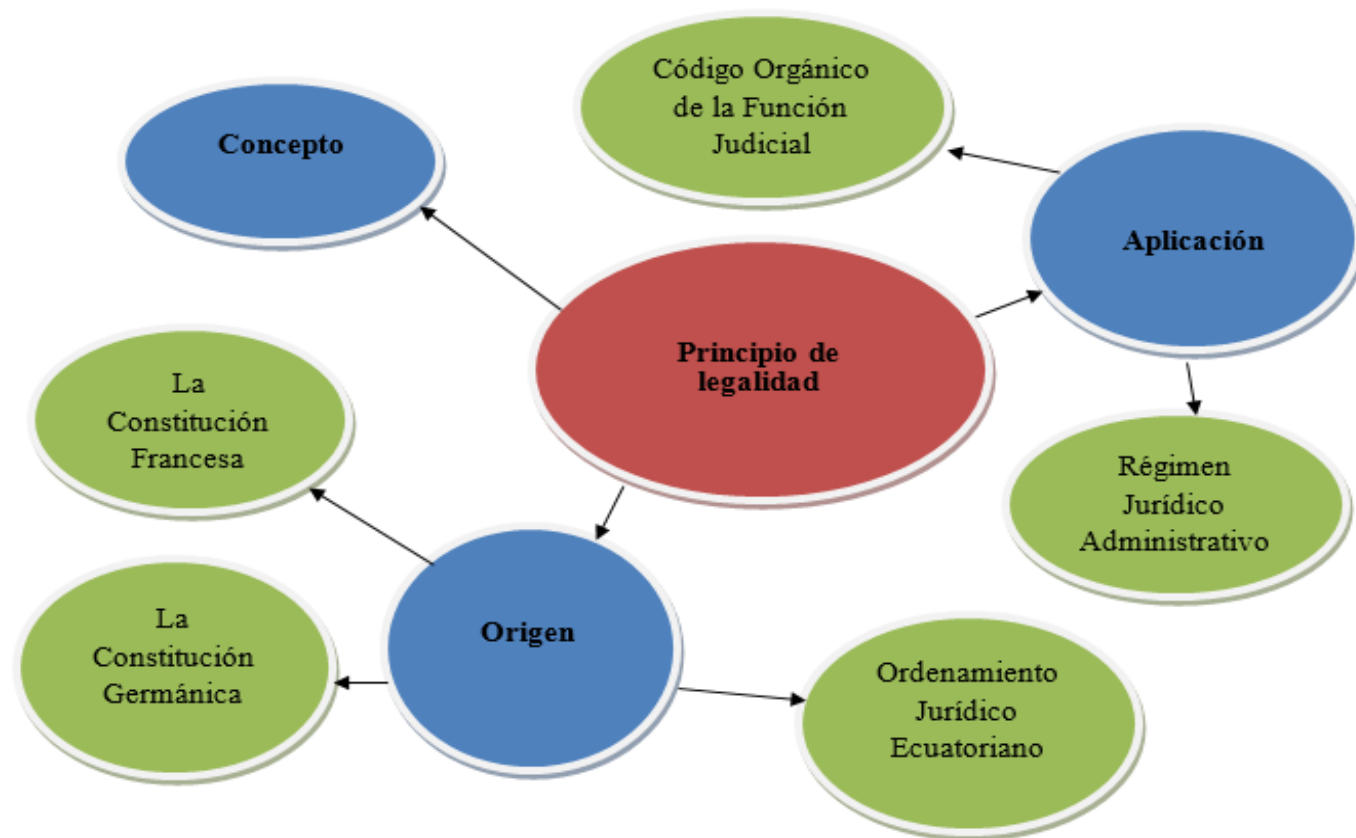 Código Orgánico
de la Función
Judicial
Concepto
Aplicación
Principio de
legalidad
La
Constitución
Francesa
Régimen
Jurídico
Administrativo
La
Constitución
Germánica
Origen
Ordenamiento
Jurídico
Ecuatoriano